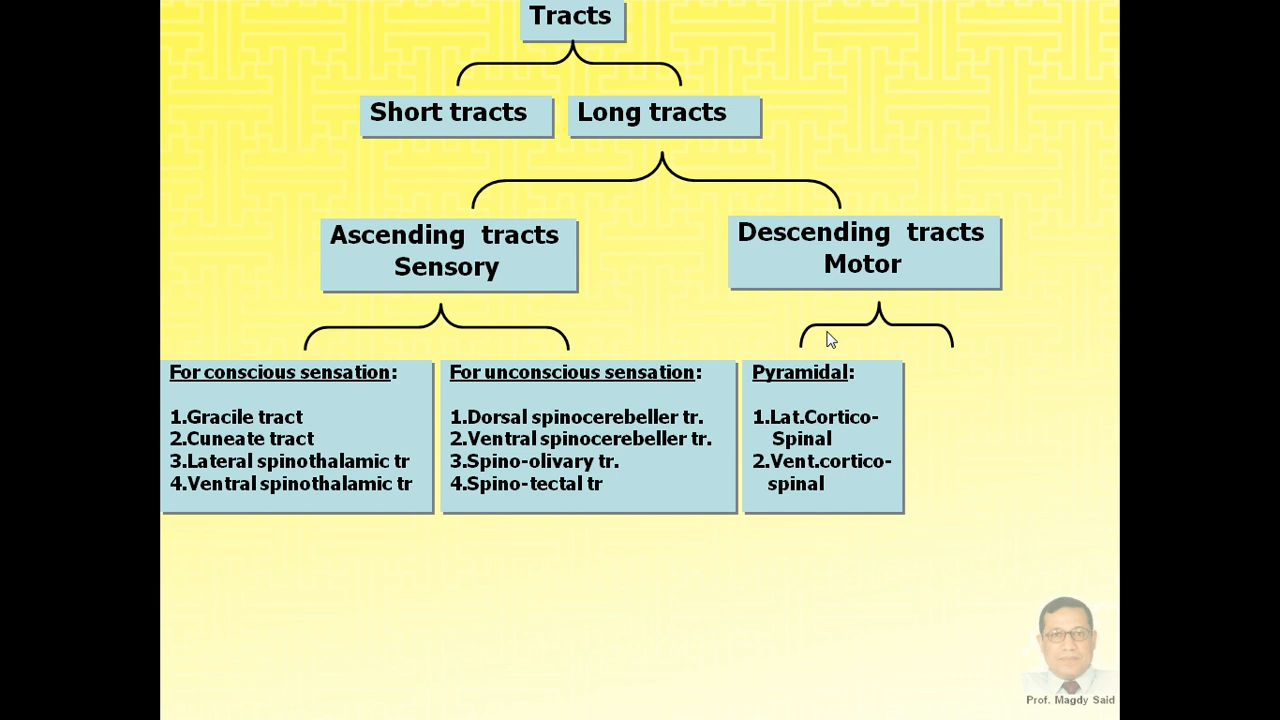 Tracts
Short tracts
Long tracts
Ascending tracts
Sensory
Descending tracts
Motor
For conscious sensation:
1.Gracile tract
2.Cuneate tract
3.Lateral spinothalamic tr
4.Ventral spinothalamic tr
For unconscious sensation:
1.Dorsal spinocerebeller tr.
2.Ventral spinocerebeller tr.
3.Spino-olivary tr.
4.Spino-tectal tr
Pyramidal:
1.Lat.Cortico-
Spinal
2.Vent.cortico-
spinal
Prof. Magdy Said